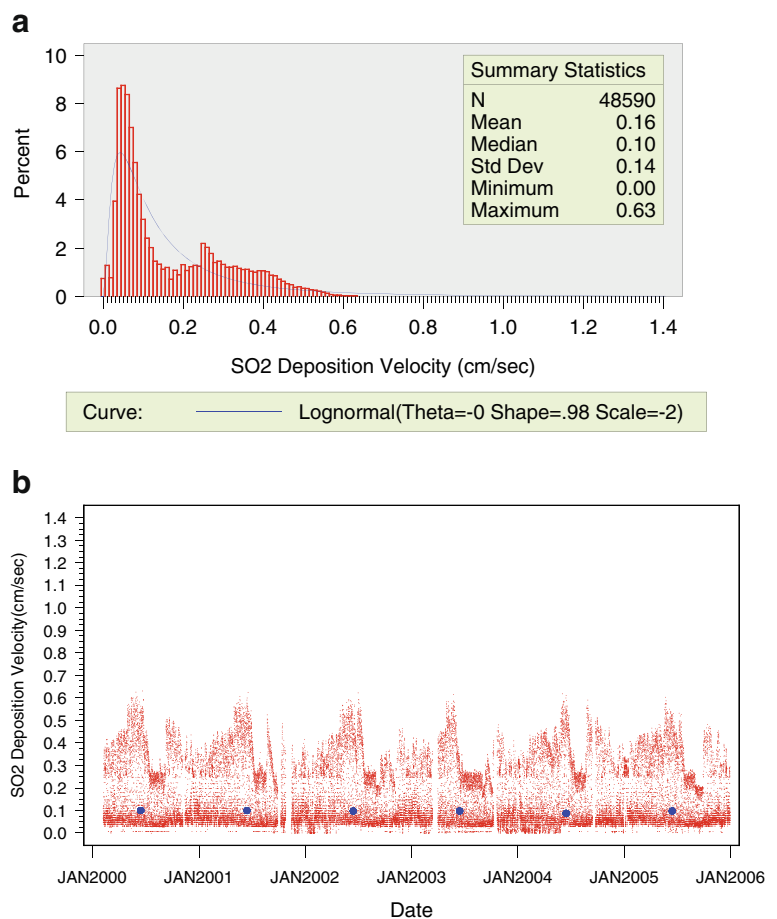 a
10
8
6
4
2
0
Percent
Summary Statistics
N 48590
Mean 0.16
Median 0.10
Std Dev 0.14
Minimum 0.00
Maximum 0.63
0.0 0.2 0.4 0.6 0.8 1.0 1.2 1.4
SO2 Deposition Velocity (cm/sec)
Curve: Lognormal(Theta=-0 Shape=.98 Scale=-2)
b
1.4
1.3
1.2
1.1
1.0
0.9
0.8
0.7
0.6
0.5
0.4
0.3
0.2
0.1
0.0
SO2 Deposition Velocity(cm/sec)
JAN2000 JAN2001 JAN2002 JAN2003 JAN2004 JAN2005 JAN2006
Date